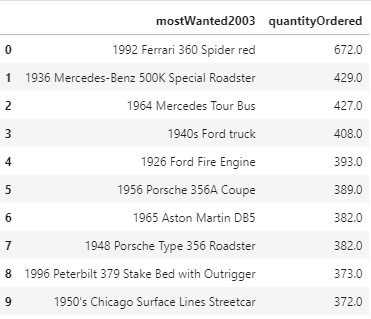 mostWanted2003 quantityOrdered
0 1992 Ferrari 360 Spider red 672.0
1 1936 Mercedes-Benz 500K Special Roadster 429.0
2 1964 Mercedes Tour Bus 427.0
3 1940s Ford truck 408.0
4 1926 Ford Fire Engine 393.0
5 1956 Porsche 356A Coupe 389.0
6 1965 Aston Martin DB5 382.0
7 1948 Porsche Type 356 Roadster 382.0
8 1996 Peterbilt 379 Stake Bed with Outrigger 373.0
9 1950's Chicago Surface Lines Streetcar 372.0